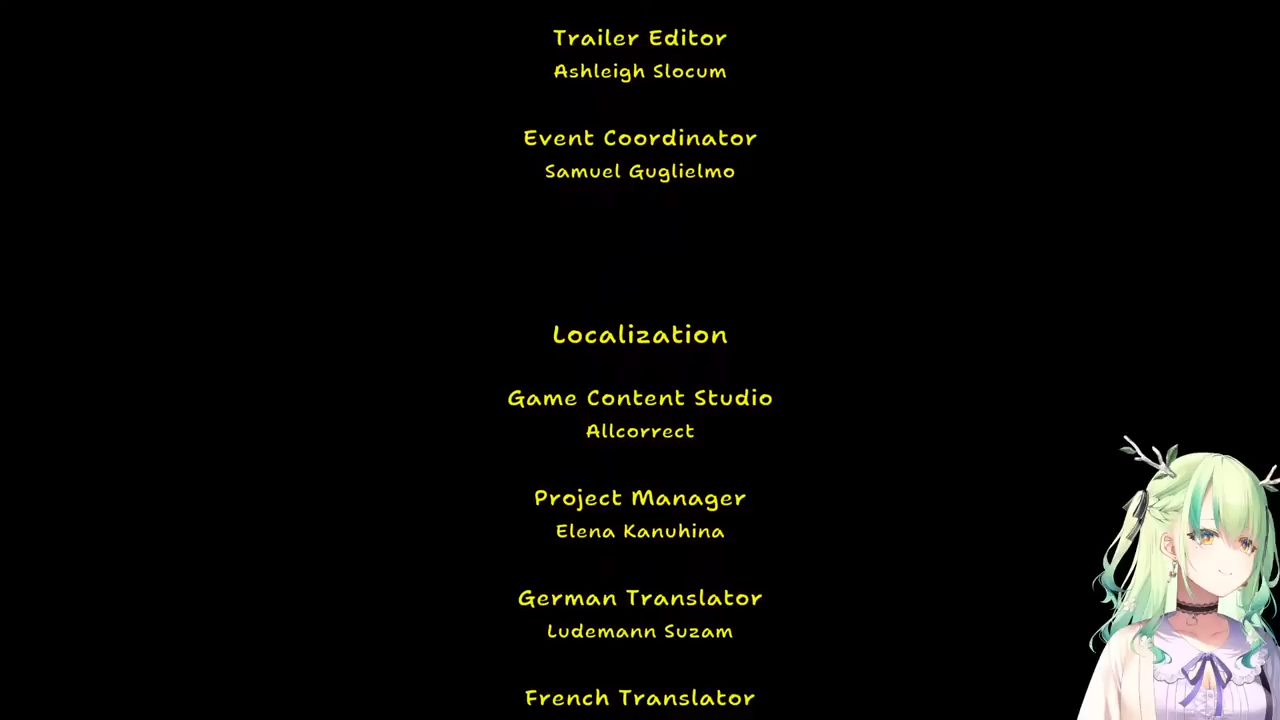 Trailer Editor
Ashleigh Slocum
Event Coordinator
Samuel Guglielmo
Localization
Game Content Studio
Allcorrect
Project Manager
Elena Kanuhina
German Translator
Ludemann Suzam
French Translator